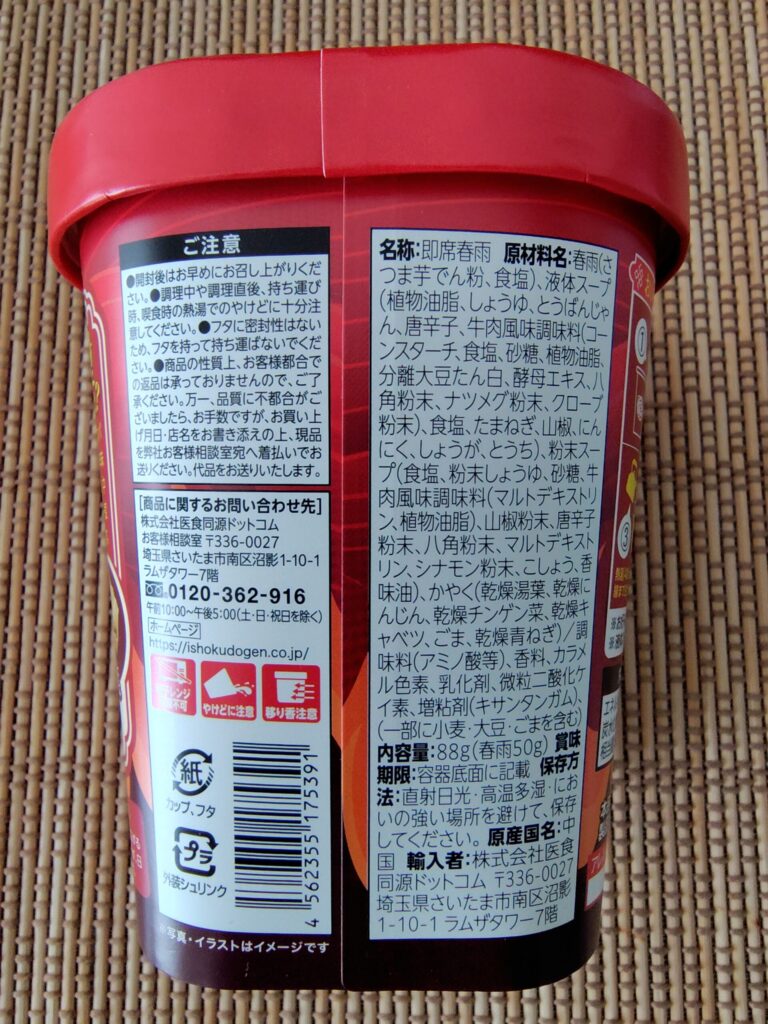 ご注意
●開封後はお早めにお召し上がりくだ
さい。●調理中や調理直後、持ち運び
時、喫食時の熱湯でのやけどに十分注
意してください。●フタに密封性はない
ため、フタを持って持ち運ばないでくださ
い。●商品の性質上、お客様都合で
の返品は承っておりませんので、ご了
承ください。万一、品質に不都合がご
ざいましたら、お手数ですが、お買い上
げ月日・店名をお書き添えの上、現品
を弊社お客様相談室宛へ着払いでお
送りください。代品をお送りいたします。
[商品に関するお問い合わせ先]
株式会社医食同源ドットコム
お客様相談室 〒336-0027
埼玉県さいたま市南区沼影1-10-1
ラムザタワー7階
0120-362-916
午前10:00～午後5:00(土・日・祝日を除く)
ホームページ
https://ishokudogen.co.jp/
レンジ
不可
やけどに注意
移り香注意
紙
カップ、フタ
プラ
外装シュリンク
4 562355 175391
※写真・イラストはイメージです
名称:即席春雨 原材料名:春雨(さ
つま芋でん粉、食塩)、液体スープ
(植物油脂、しょうゆ、とうばんじゃ
ん、唐辛子、牛肉風味調味料(コー
ンスターチ、食塩、砂糖、植物油脂、
分離大豆たん白、酵母エキス、八
角粉末、ナツメグ粉末、クローブ
粉末)、食塩、たまねぎ、山椒、にん
にく、しょうが、とうち)、粉末スー
プ(食塩、粉末しょうゆ、砂糖、牛
肉風味調味料(マルトデキストリ
ン、植物油脂)、山椒粉末、唐辛子
粉末、八角粉末、マルトデキスト
リン、シナモン粉末、こしょう、香
味油)、かやく(乾燥湯葉、乾燥に
んじん、乾燥チンゲン菜、乾燥キ
ャベツ、ごま、乾燥青ねぎ)/調
味料(アミノ酸等)、香料、カラメ
ル色素、乳化剤、微粒二酸化ケ
イ素、増粘剤(キサンタンガム)、
(一部に小麦・大豆・ごまを含む)
内容量:88g(春雨50g) 賞味
期限:容器底面に記載 保存方
法:直射日光・高温多湿・にお
いの強い場所を避けて、保存
してください。 原産国名:中
国 輸入者:株式会社医食
同源ドットコム 〒336-0027
埼玉県さいたま市南区沼影
1-10-1 ラムザタワー7階
①
③